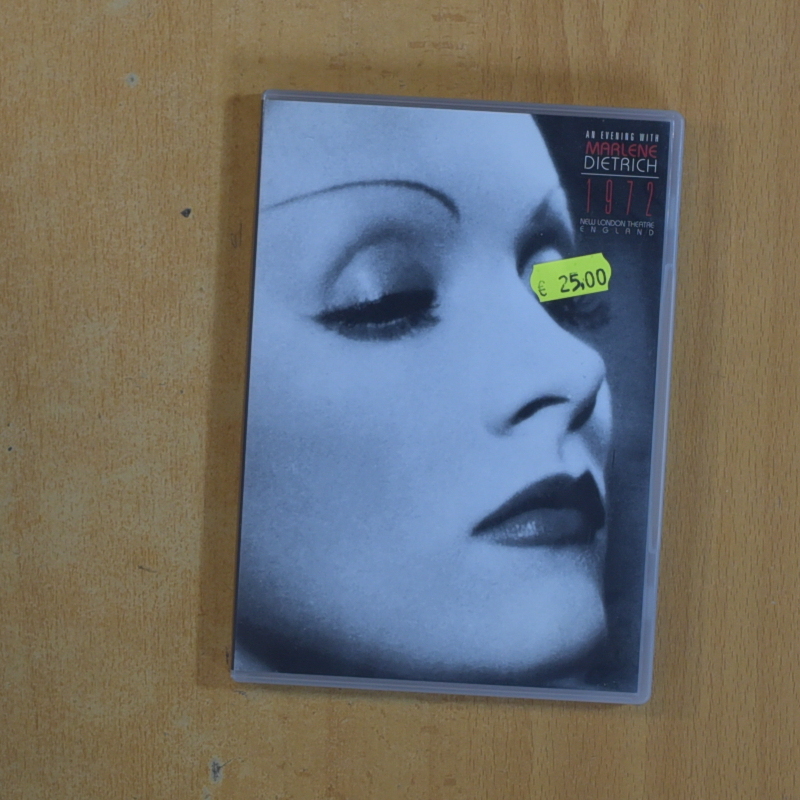 AN EVENING WITH
MARLENE
DIETRICH
1972
NEW LONDON THEATRE
ENGLAND
€ 25,00